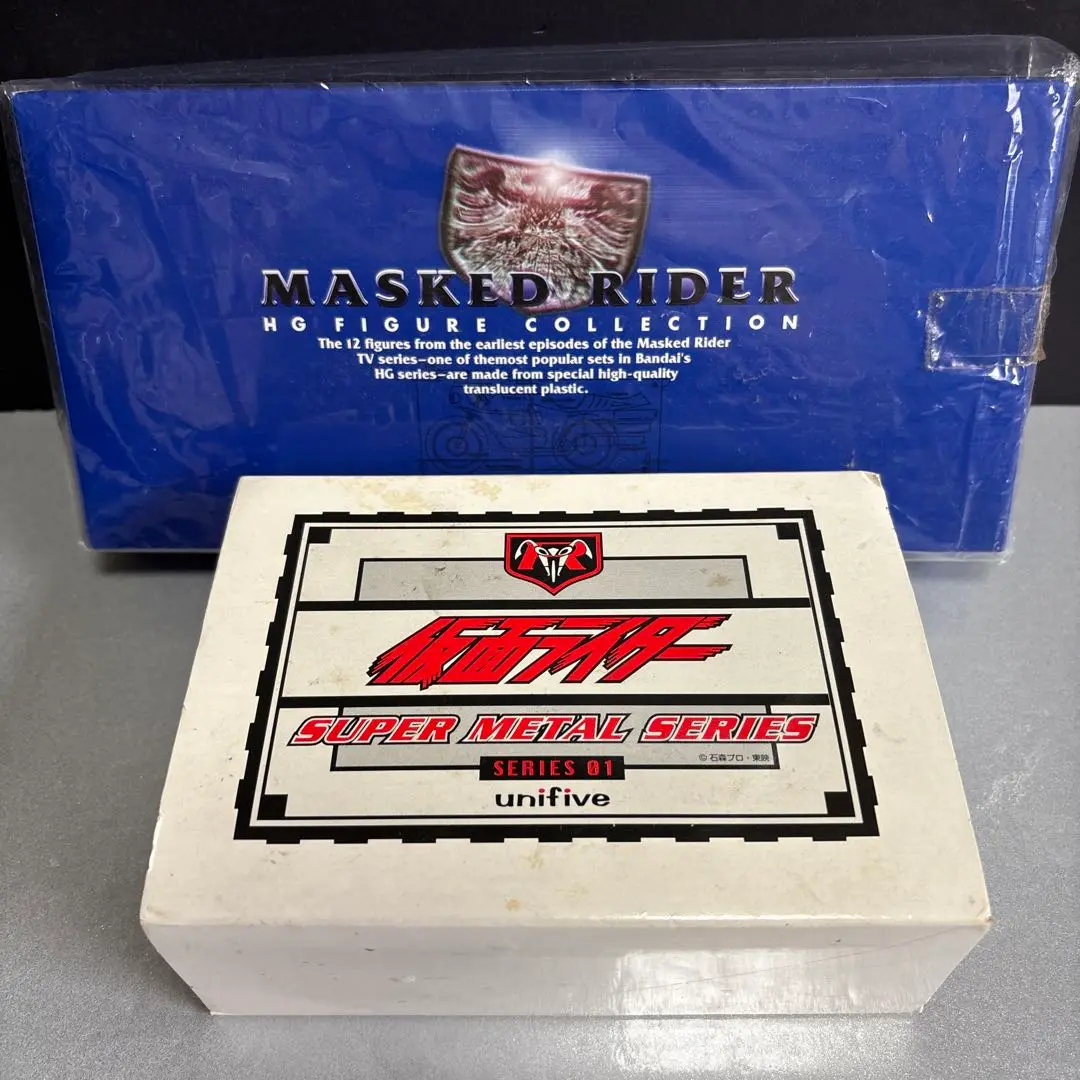 MASKED RIDER
HG FIGURE COLLECTION
The 12 figures from the earliest episodes of the Masked Rider
TV series–one of themost popular sets in Bandai's
HG series–are made from special high-quality
translucent plastic.
仮面ライダー
SUPER METAL SERIES
©石森プロ・東映
SERIES 01
unifive